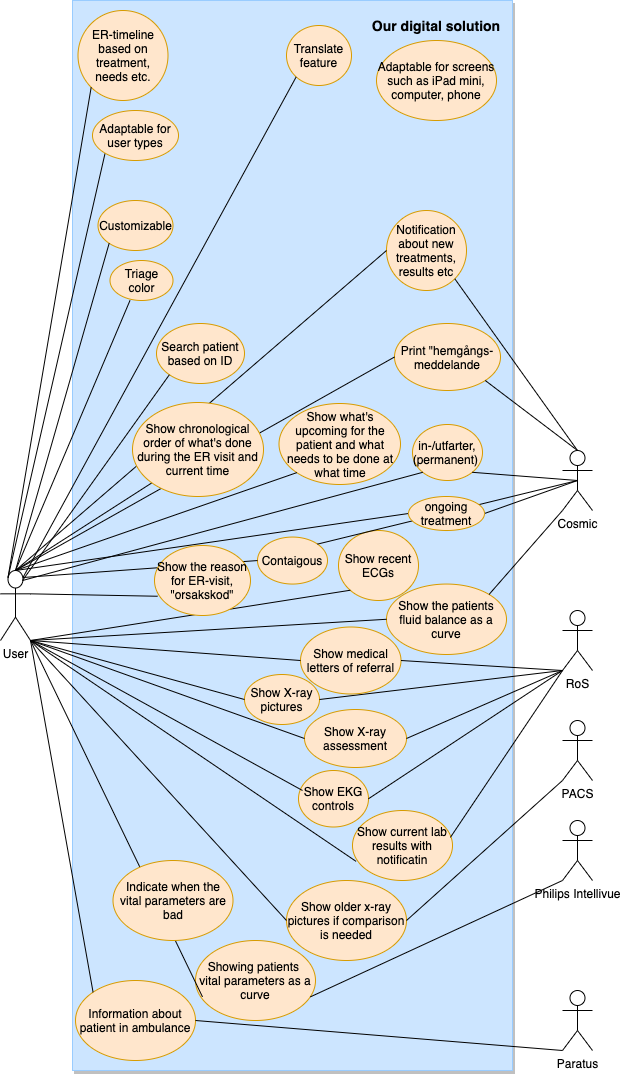 Our digital solution
ER-timeline
based on
treatment,
needs etc.
Translate
feature
Adaptable for screens
such as iPad mini,
computer, phone
Adaptable for
user types
Customizable
Notification
about new
treatments,
results etc
Triage
color
Search patient
based on ID
Print "hemgångs-
meddelande
Show chronological
order of what's done
during the ER visit and
current time
Show what's
upcoming for the
patient and what
needs to be done at
what time
in-/utfarter,
(permanent)
ongoing
treatment
Cosmic
Show the reason
for ER-visit,
"orsakskod"
Contaigous
Show recent
ECGs
Show the patients
fluid balance as a
curve
User
Show medical
letters of referral
RoS
Show X-ray
pictures
Show X-ray
assessment
Show EKG
controls
PACS
Show current lab
results with
notificatin
Indicate when the
vital parameters are
bad
Philips Intellivue
Show older x-ray
pictures if comparison
is needed
Showing patients
vital parameters as a
curve
Information about
patient in ambulance
Paratus